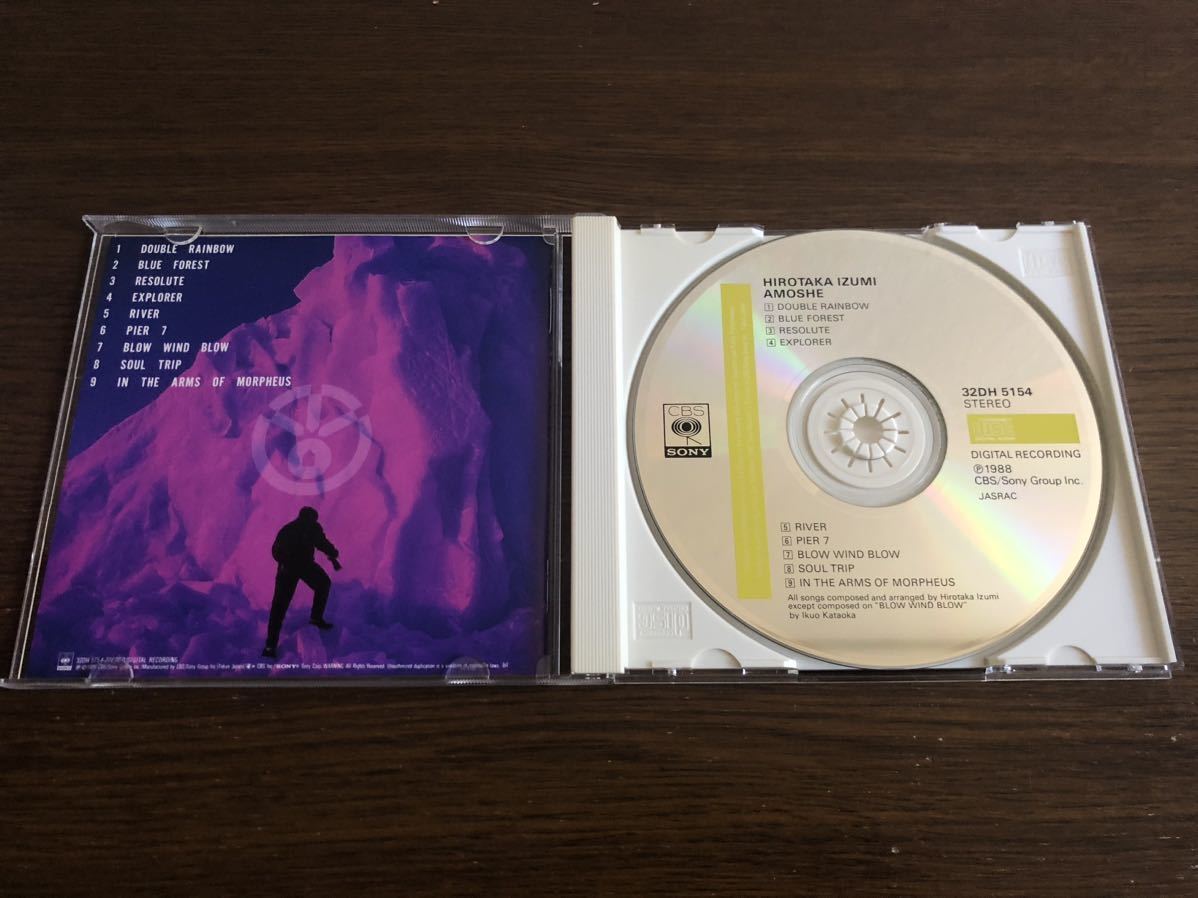 1 DOUBLE RAINBOW
2 BLUE FOREST
3 RESOLUTE
4 EXPLORER
5 RIVER
6 PIER 7
7 BLOW WIND BLOW
8 SOUL TRIP
9 IN THE ARMS OF MORPHEUS
DIGITAL RECORDING
HIROTAKA IZUMI
AMOSHE
1 DOUBLE RAINBOW
2 BLUE FOREST
3 RESOLUTE
4 EXPLORER
CBS
SONY
32DH 5154
STEREO
DIGITAL RECORDING
Ⓟ1988
CBS/Sony Group Inc.
JASRAC
5 RIVER
6 PIER 7
7 BLOW WIND BLOW
8 SOUL TRIP
9 IN THE ARMS OF MORPHEUS
All songs composed and arranged by Hirotaka Izumi
except composed on "BLOW WIND BLOW"
by Ikuo Kataoka